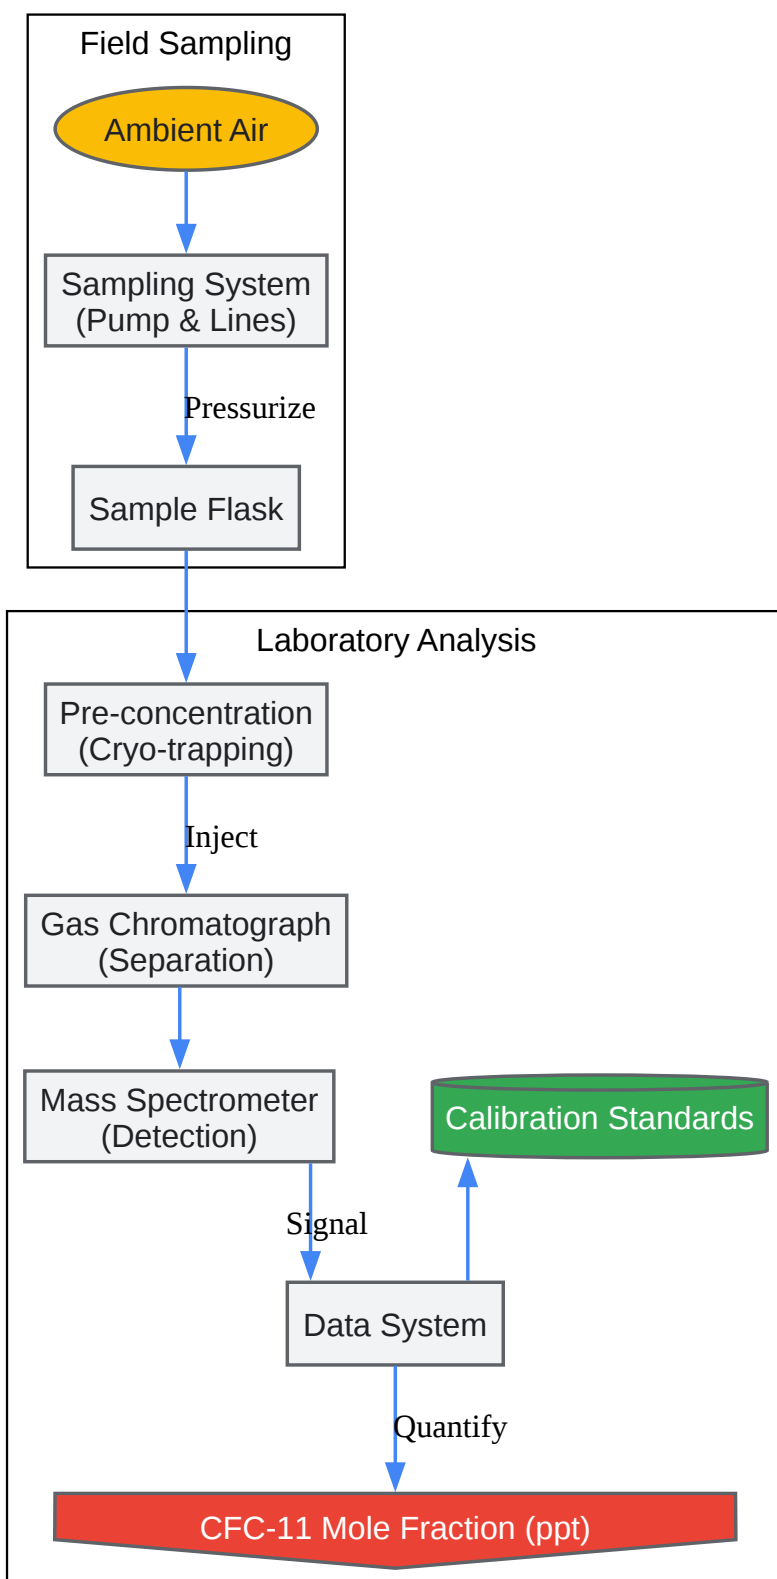 Field Sampling
Ambient Air
Sampling System
(Pump & Lines)
Pressurize
Sample Flask
Laboratory Analysis
Pre-concentration
(Cryo-trapping)
Inject
Gas Chromatograph
(Separation)
Mass Spectrometer
(Detection)
Calibration Standards
Signal
Data System
Quantify
CFC-11 Mole Fraction (ppt)